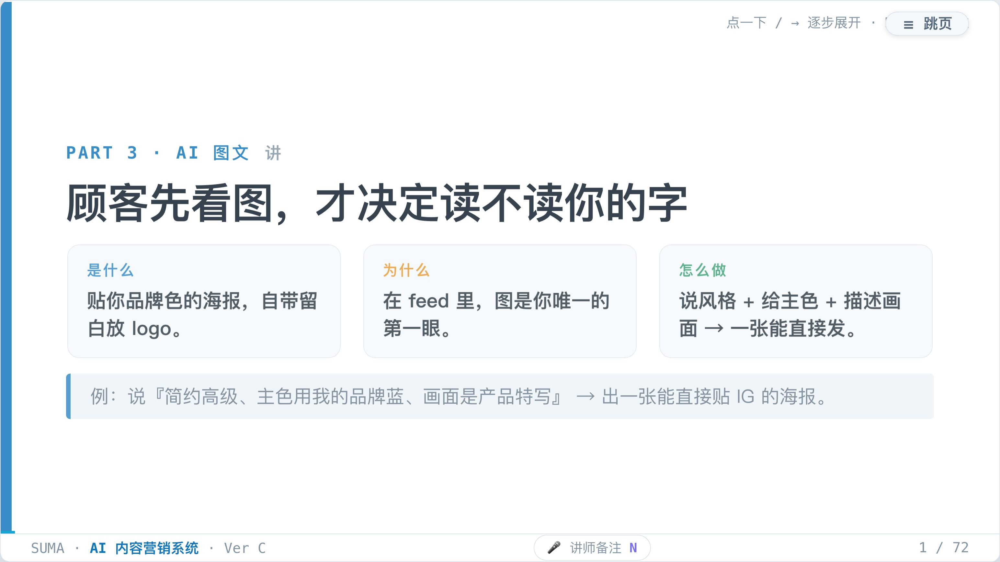 点一下 / → 逐步展开 ·
≡ 跳页
PART 3 · AI 图文 讲
顾客先看图，才决定读不读你的字
是什么
贴你品牌色的海报，自带留
白放 logo。
为什么
在 feed 里，图是你唯一的
第一眼。
怎么做
说风格 + 给主色 + 描述画
面 → 一张能直接发。
例：说『简约高级、主色用我的品牌蓝、画面是产品特写』 → 出一张能直接贴 IG 的海报。
SUMA · AI 内容营销系统 · Ver C
🎤 讲师备注 N
1 / 72